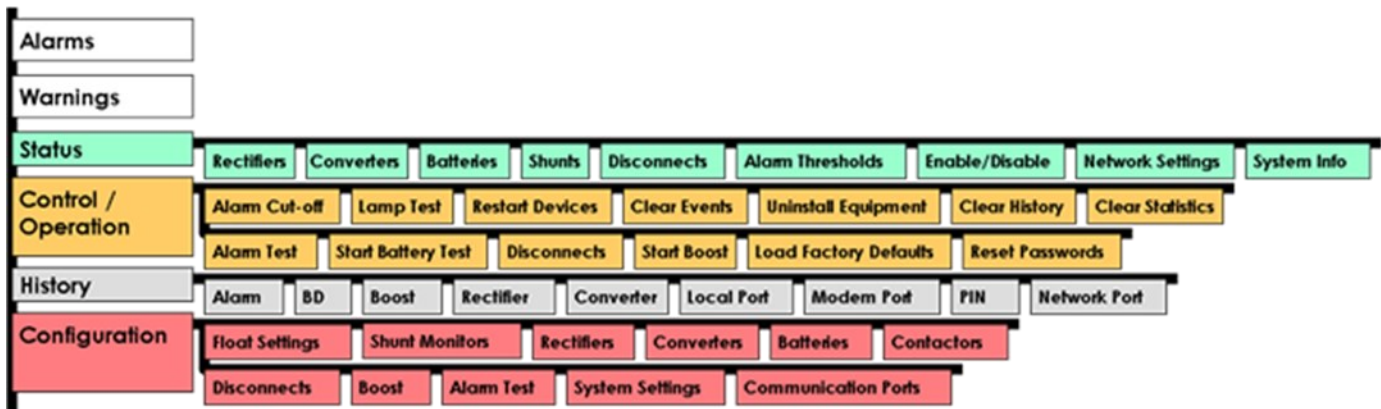 Alarms
Warnings
Status
Rectifiers Converters Batteries Shunts Disconnects Alarm Thresholds Enable/Disable Network Settings System Info
Control /
Operation
Alarm Cut-off Lamp Test Restart Devices Clear Events Uninstall Equipment Clear History Clear Statistics
Alarm Test Start Battery Test Disconnects Start Boost Load Factory Defaults Reset Passwords
History
Alarm BD Boost Rectifier Converter Local Port Modem Port PIN Network Port
Configuration
Float Settings Shunt Monitors Rectifiers Converters Batteries Contactors
Disconnects Boost Alarm Test System Settings Communication Ports